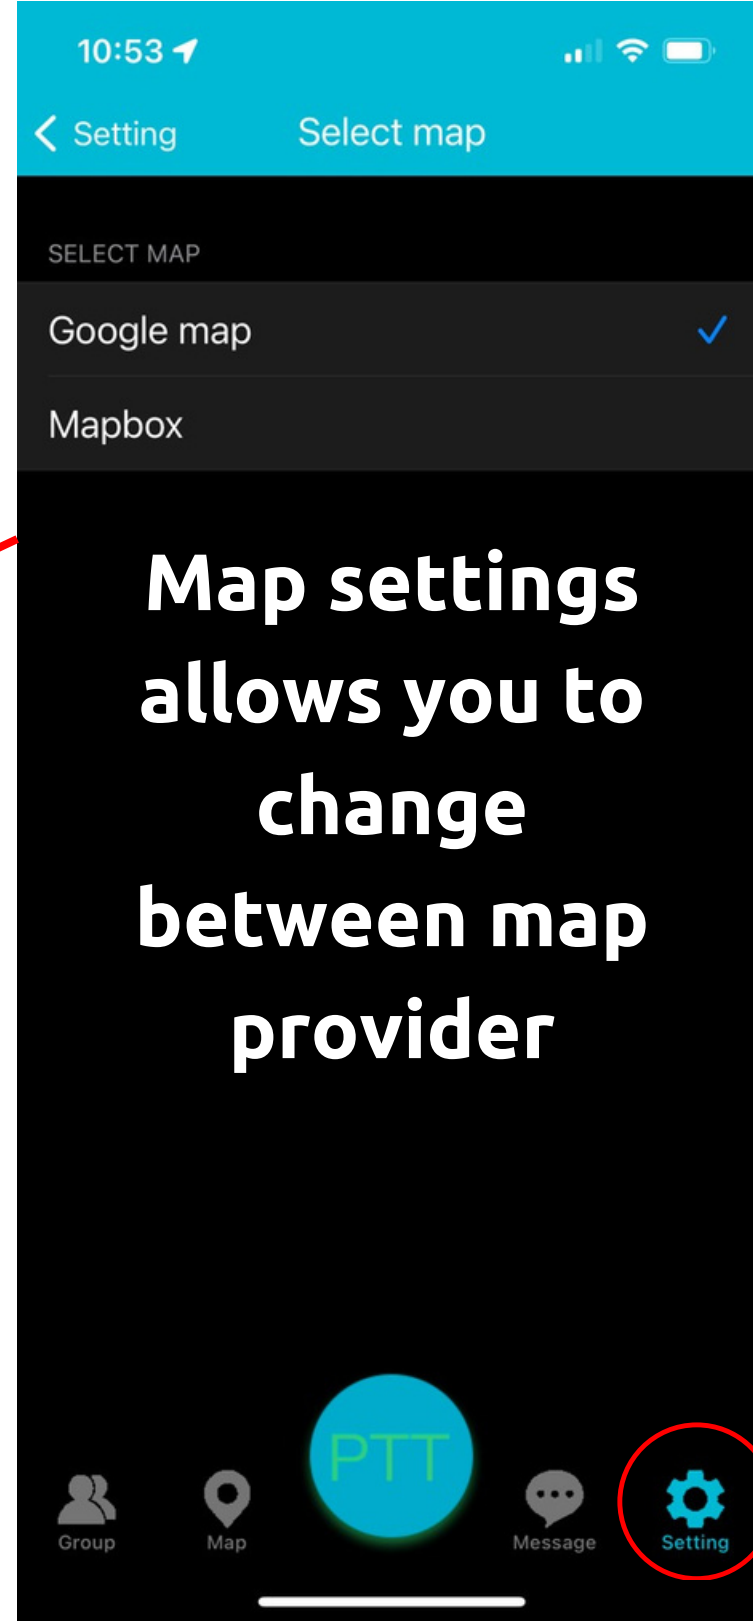 10:53
Setting
Select map
SELECT MAP
Google map
Mapbox
Map settings
allows you to
change
between map
provider
PTT
Group
Map
Message
Setting